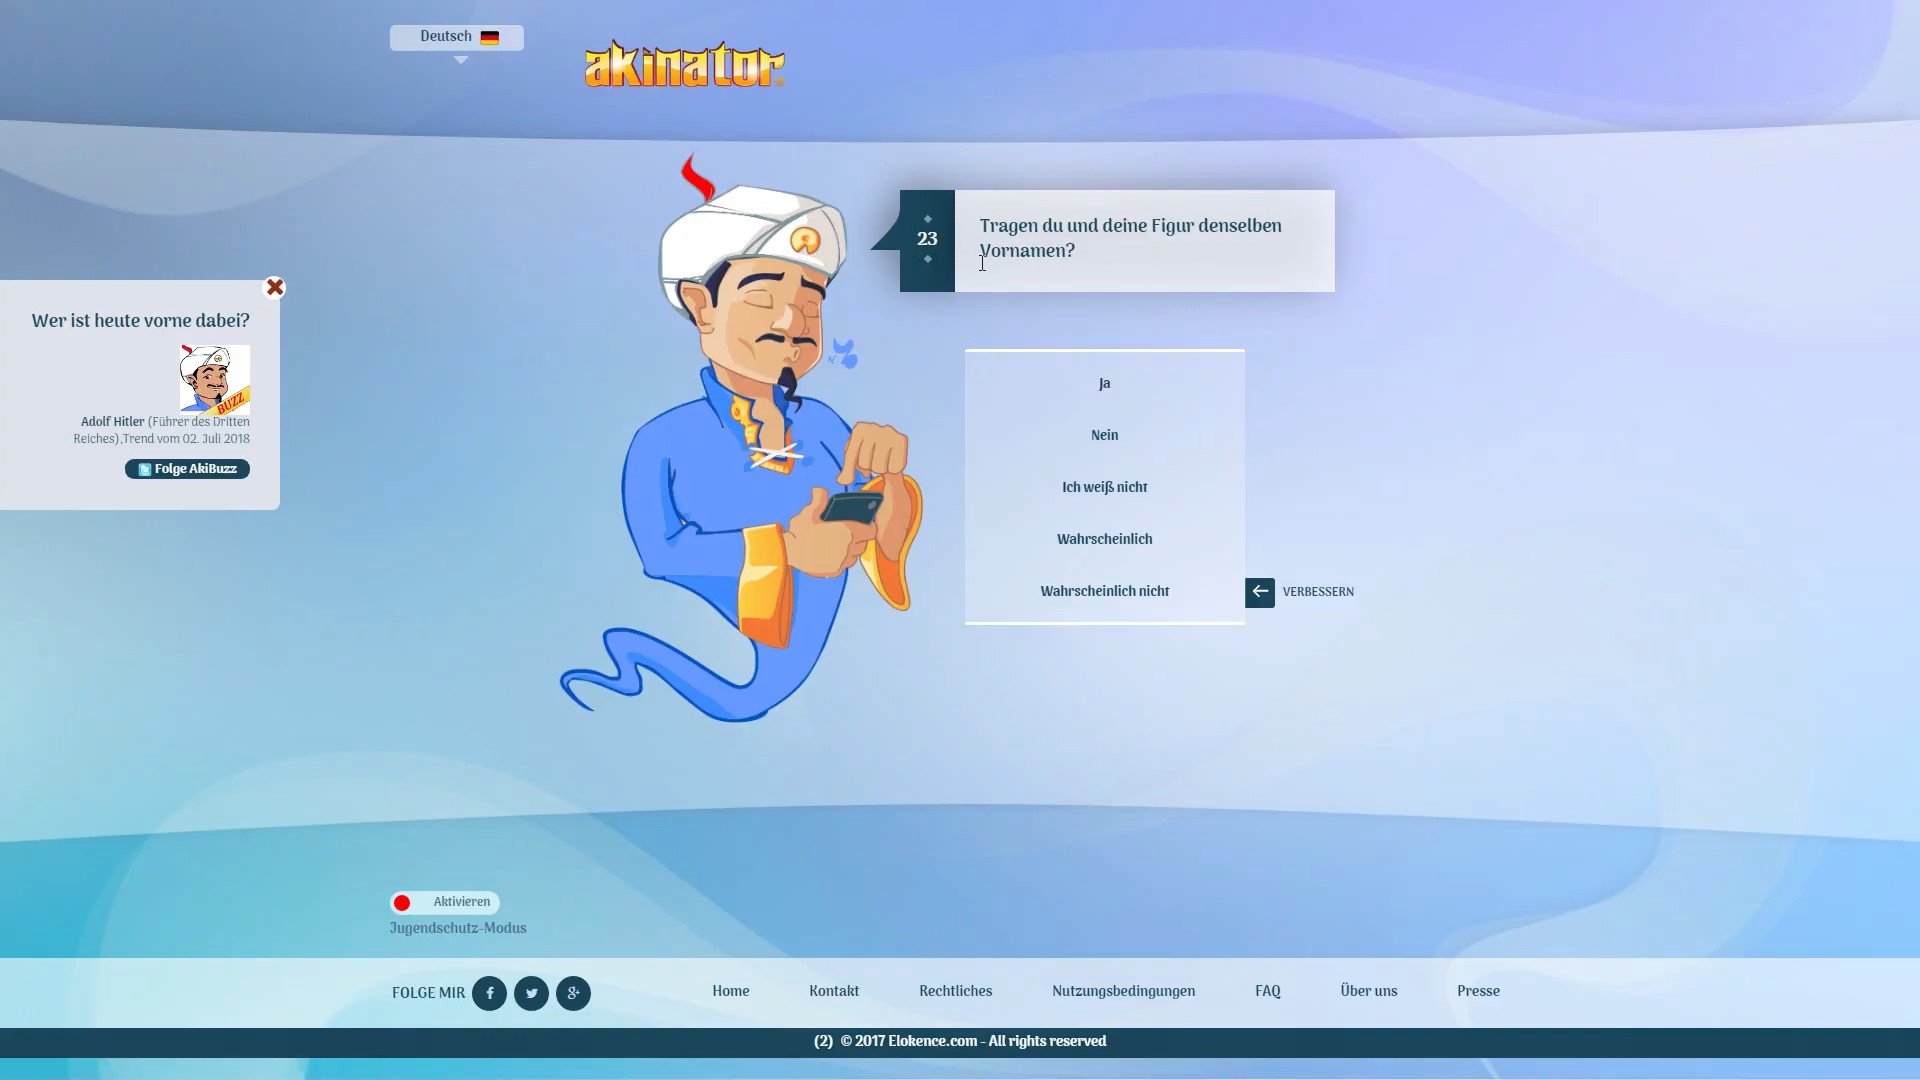 Deutsch
akinator
23
Tragen du und deine Figur denselben
Vornamen?
Wer ist heute vorne dabei?
BUZZ
Adolf Hitler (Führer des Dritten
Reiches),Trend vom 02. Juli 2018
Folge AkiBuzz
Ja
Nein
Ich weiß nicht
Wahrscheinlich
Wahrscheinlich nicht
VERBESSERN
Aktivieren
Jugendschutz-Modus
FOLGE MIR
Home
Kontakt
Rechtliches
Nutzungsbedingungen
FAQ
Über uns
Presse
(2) © 2017 Elokence.com - All rights reserved